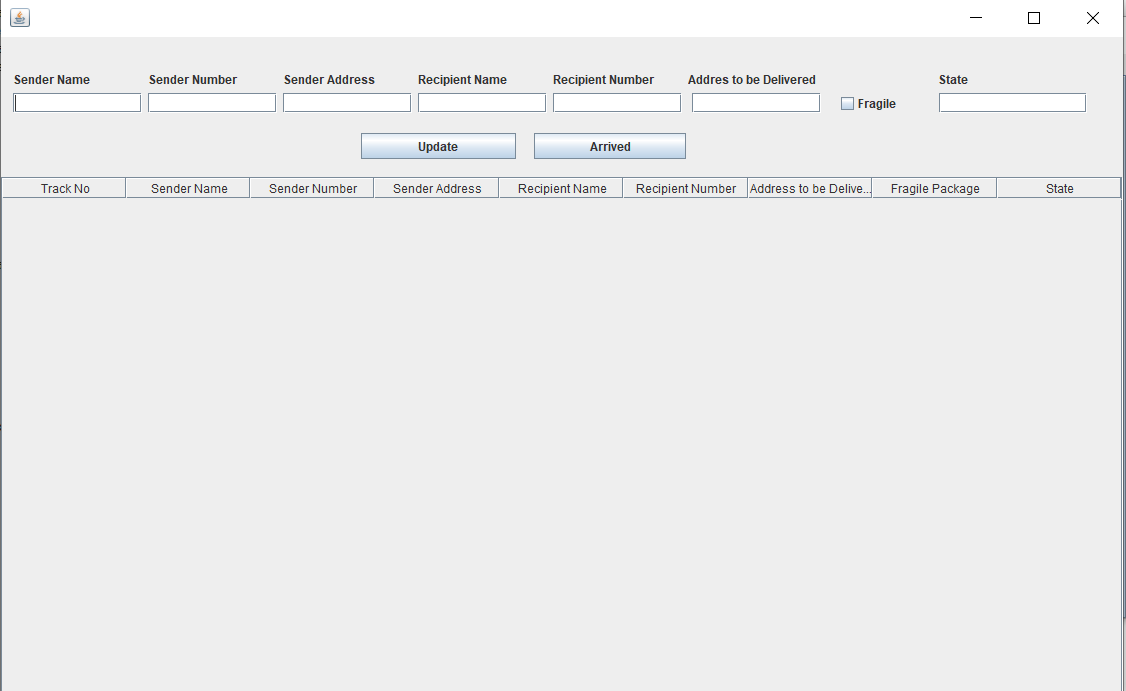 Sender Name Sender Number Sender Address Recipient Name Recipient Number Addres to be Delivered State
Fragile
Update Arrived
Track No Sender Name Sender Number Sender Address Recipient Name Recipient Number Address to be Delive... Fragile Package State